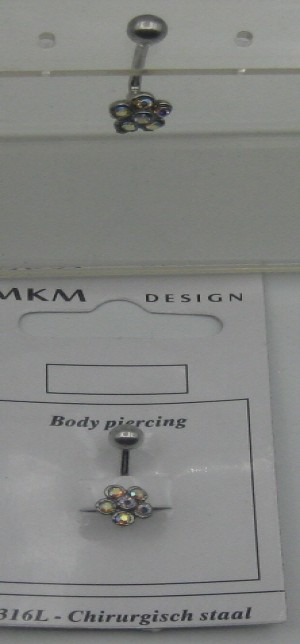 MKM DESIGN
Body piercing
316L - Chirurgisch staal